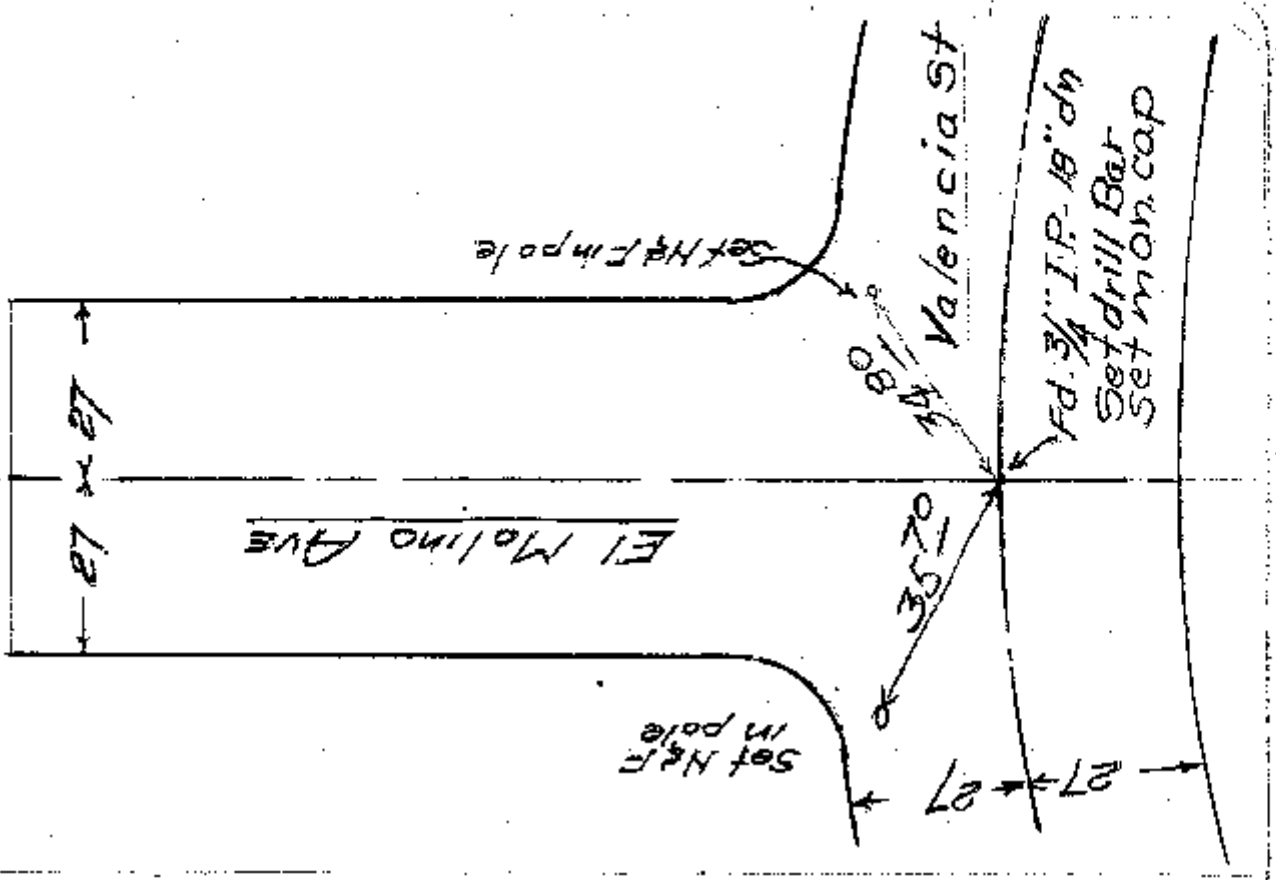 27 x 27
El Molino Ave
Set N&F in pole
34 80
Valencia St
Fd. 3/4" I.P. 18" dn
Set drill Bar
Set mon. cap
35 70
Set N&F
in pole
27
27